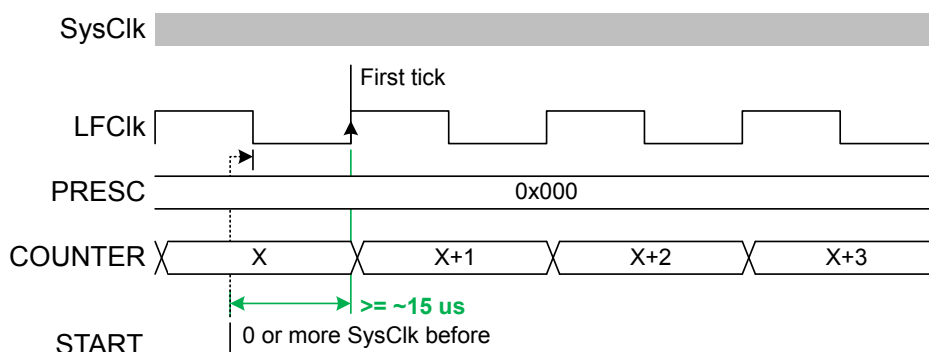 SysClk
First tick
LFClk
PRESC 0x000
COUNTER X X+1 X+2 X+3
>= ~15 us
START 0 or more SysClk before